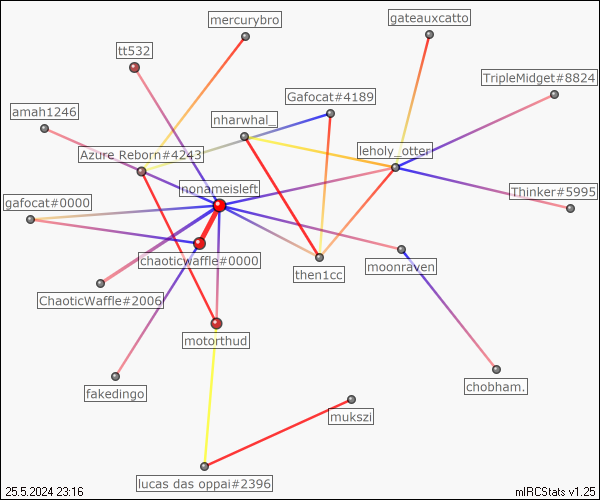 mercurybro
gateauxcatto
tt532
TripleMidget#8824
Gafocat#4189
amah1246
nharwhal_
Azure Reborn#4243
leholy_otter
nonameisleft
Thinker#5995
gafocat#0000
chaoticwaffle#0000
then1cc
moonraven
ChaoticWaffle#2006
motorthud
fakedingo
chobham.
mukszi
lucas das oppai#2396
25.5.2024 23:16
mIRCStats v1.25